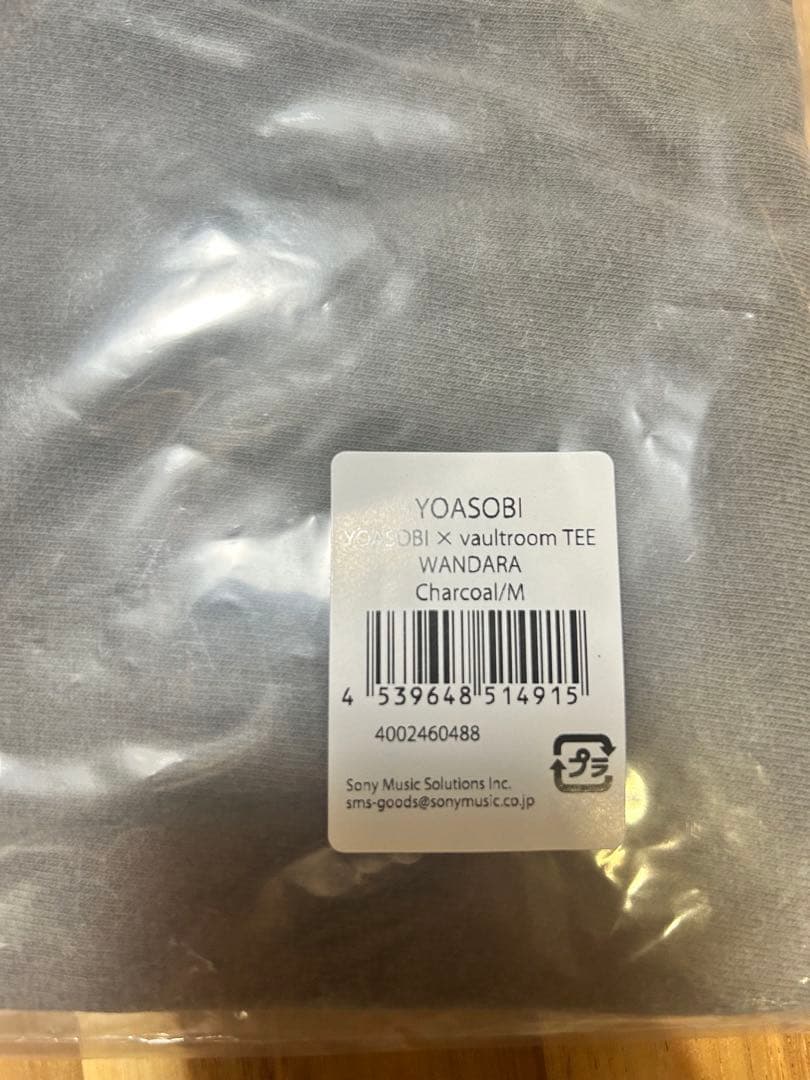 YOASOBI
YOASOBI × vaultroom TEE
WANDARA
Charcoal/M
4 539648 514915
4002460488
プラ
Sony Music Solutions Inc.
sms-goods@sonymusic.co.jp